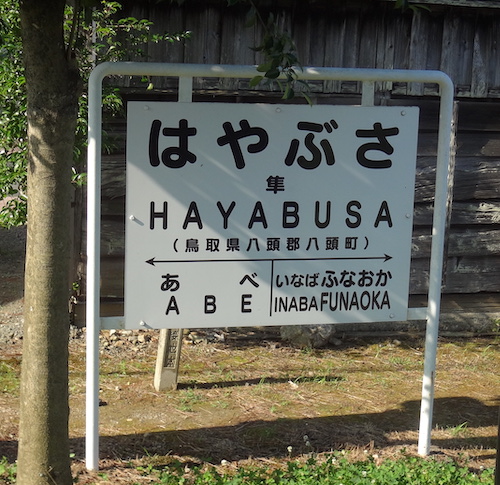 はやぶさ
隼
HAYABUSA
(鳥取県八頭郡八頭町)
あべ いなばふなおか
ABE INABAFUNAOKA